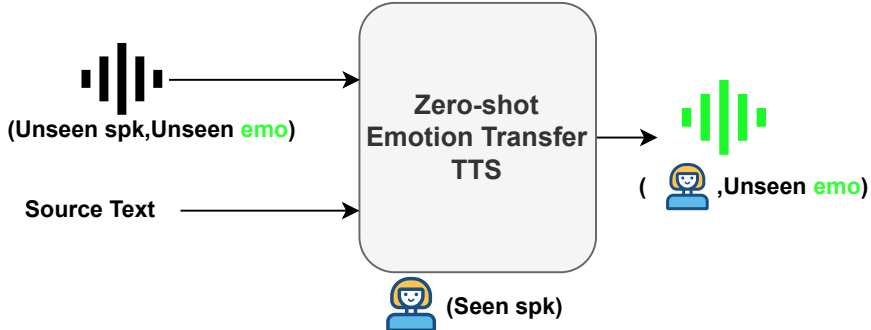 (Unseen spk,Unseen emo)
Source Text
Zero-shot
Emotion Transfer
TTS
( ,Unseen emo)
(Seen spk)